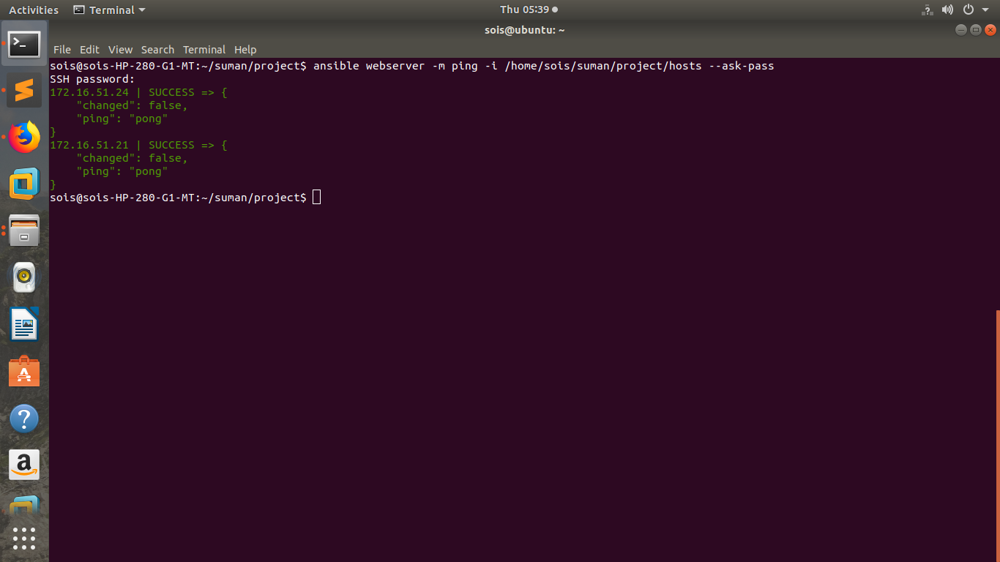 Activities Terminal Thu 05:39
sois@ubuntu: ~
File Edit View Search Terminal Help
sois@sois-HP-280-G1-MT:~/suman/project$ ansible webserver -m ping -i /home/sois/suman/project/hosts --ask-pass
SSH password:
172.16.51.24 | SUCCESS => {
    "changed": false,
    "ping": "pong"
}
172.16.51.21 | SUCCESS => {
    "changed": false,
    "ping": "pong"
}
sois@sois-HP-280-G1-MT:~/suman/project$